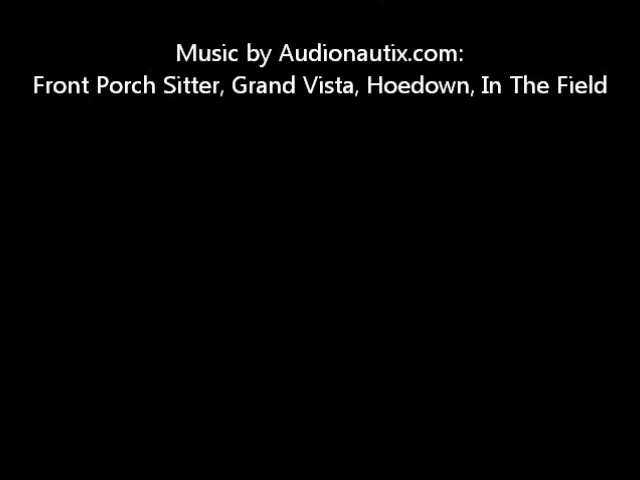 Music by Audionautix.com:
Front Porch Sitter, Grand Vista, Hoedown, In The Field